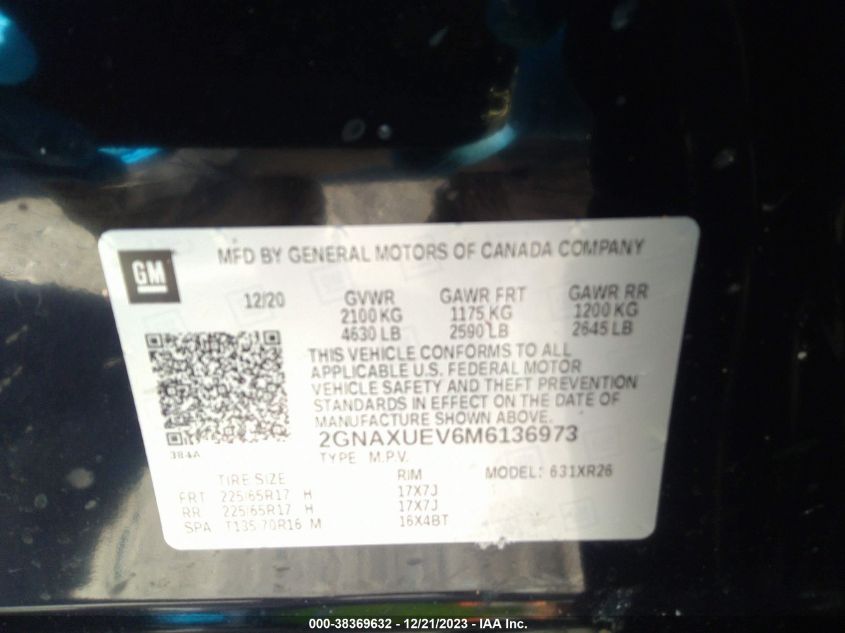 GM
MFD BY GENERAL MOTORS OF CANADA COMPANY
12/20 GVWR GAWR FRT GAWR RR
2100 KG 1175 KG 1200 KG
4630 LB 2590 LB 2645 LB
THIS VEHICLE CONFORMS TO ALL
APPLICABLE U.S. FEDERAL MOTOR
VEHICLE SAFETY AND THEFT PREVENTION
STANDARDS IN EFFECT ON THE DATE OF
MANUFACTURE SHOWN ABOVE.
2GNAXUEV6M6136973
384A
TYPE M.P.V. MODEL: 631XR26
TIRE SIZE RIM
FRT 225/65R17 H 17X7J
RR 225/65R17 H 17X7J
SPA T135/70R16 M 16X4BT
000-38369632 - 12/21/2023 - IAA Inc.